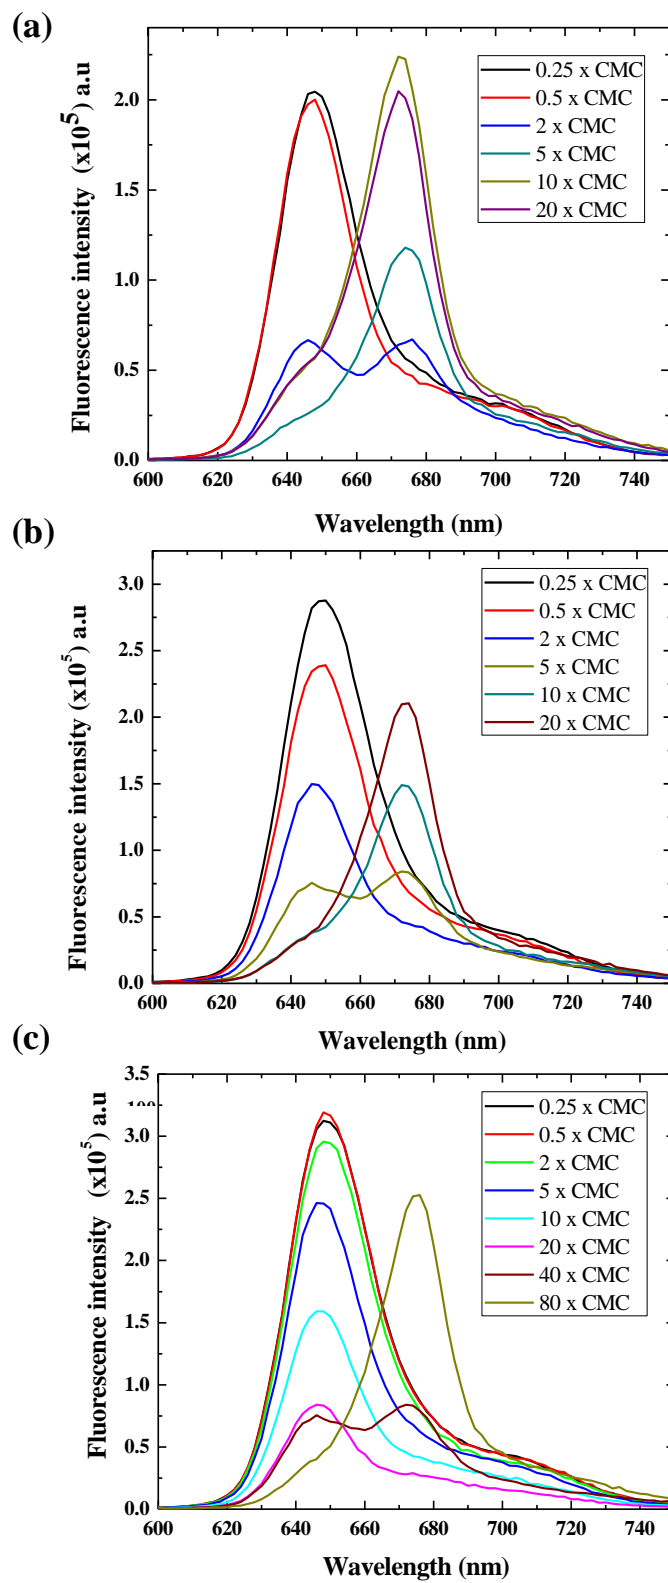 (a)
Fluorescence intensity (x10⁵) a.u
2.0
1.5
1.0
0.5
0.0
0.25 x CMC
0.5 x CMC
2 x CMC
5 x CMC
10 x CMC
20 x CMC
600 620 640 660 680 700 720 740
Wavelength (nm)
(b)
Fluorescence intensity (x10⁵) a.u
3.0
2.5
2.0
1.5
1.0
0.5
0.0
0.25 x CMC
0.5 x CMC
2 x CMC
5 x CMC
10 x CMC
20 x CMC
600 620 640 660 680 700 720 740
Wavelength (nm)
(c)
Fluorescence intensity (x10⁵) a.u
3.5
3.0
2.5
2.0
1.5
1.0
0.5
0.0
0.25 x CMC
0.5 x CMC
2 x CMC
5 x CMC
10 x CMC
20 x CMC
40 x CMC
80 x CMC
600 620 640 660 680 700 720 740
Wavelength (nm)